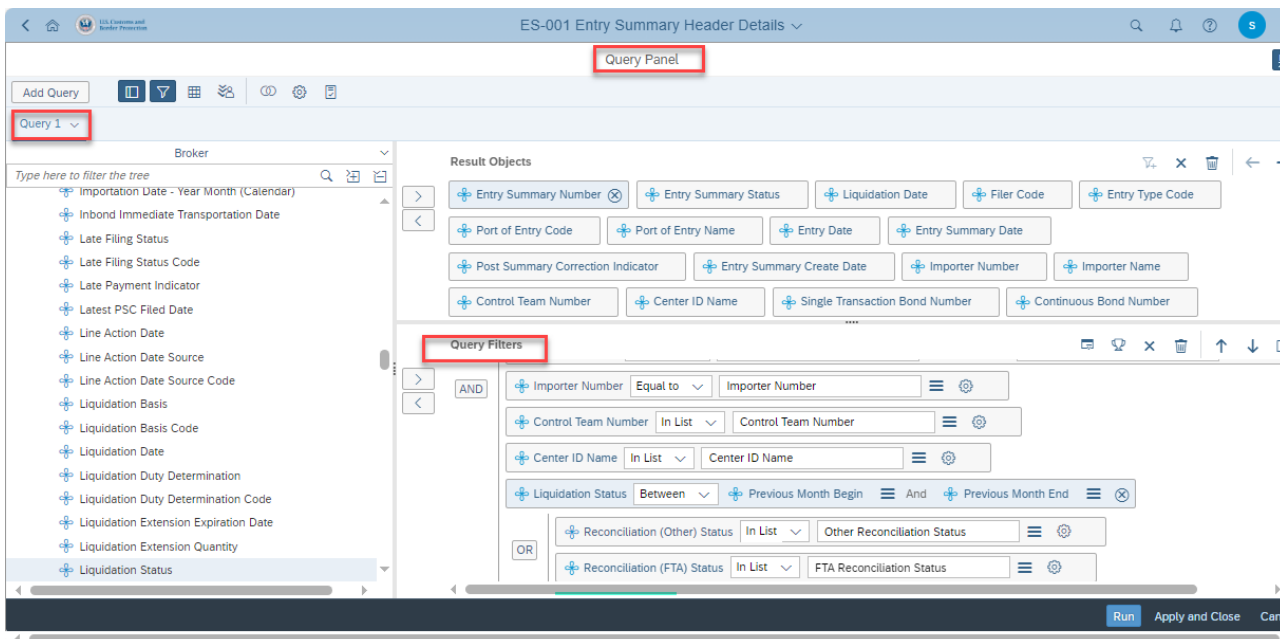 U.S. Customs and
Border Protection
ES-001 Entry Summary Header Details
S
Query Panel
Add Query
Query 1
Broker
Type here to filter the tree
Importation Date - Year Month (Calendar)
Inbond Immediate Transportation Date
Late Filing Status
Late Filing Status Code
Late Payment Indicator
Latest PSC Filed Date
Line Action Date
Line Action Date Source
Line Action Date Source Code
Liquidation Basis
Liquidation Basis Code
Liquidation Date
Liquidation Duty Determination
Liquidation Duty Determination Code
Liquidation Extension Expiration Date
Liquidation Extension Quantity
Liquidation Status
Result Objects
Entry Summary Number Entry Summary Status Liquidation Date Filer Code Entry Type Code
Port of Entry Code Port of Entry Name Entry Date Entry Summary Date
Post Summary Correction Indicator Entry Summary Create Date Importer Number Importer Name
Control Team Number Center ID Name Single Transaction Bond Number Continuous Bond Number
Query Filters
AND
Importer Number Equal to Importer Number
Control Team Number In List Control Team Number
Center ID Name In List Center ID Name
Liquidation Status Between Previous Month Begin And Previous Month End
OR
Reconciliation (Other) Status In List Other Reconciliation Status
Reconciliation (FTA) Status In List FTA Reconciliation Status
Run Apply and Close